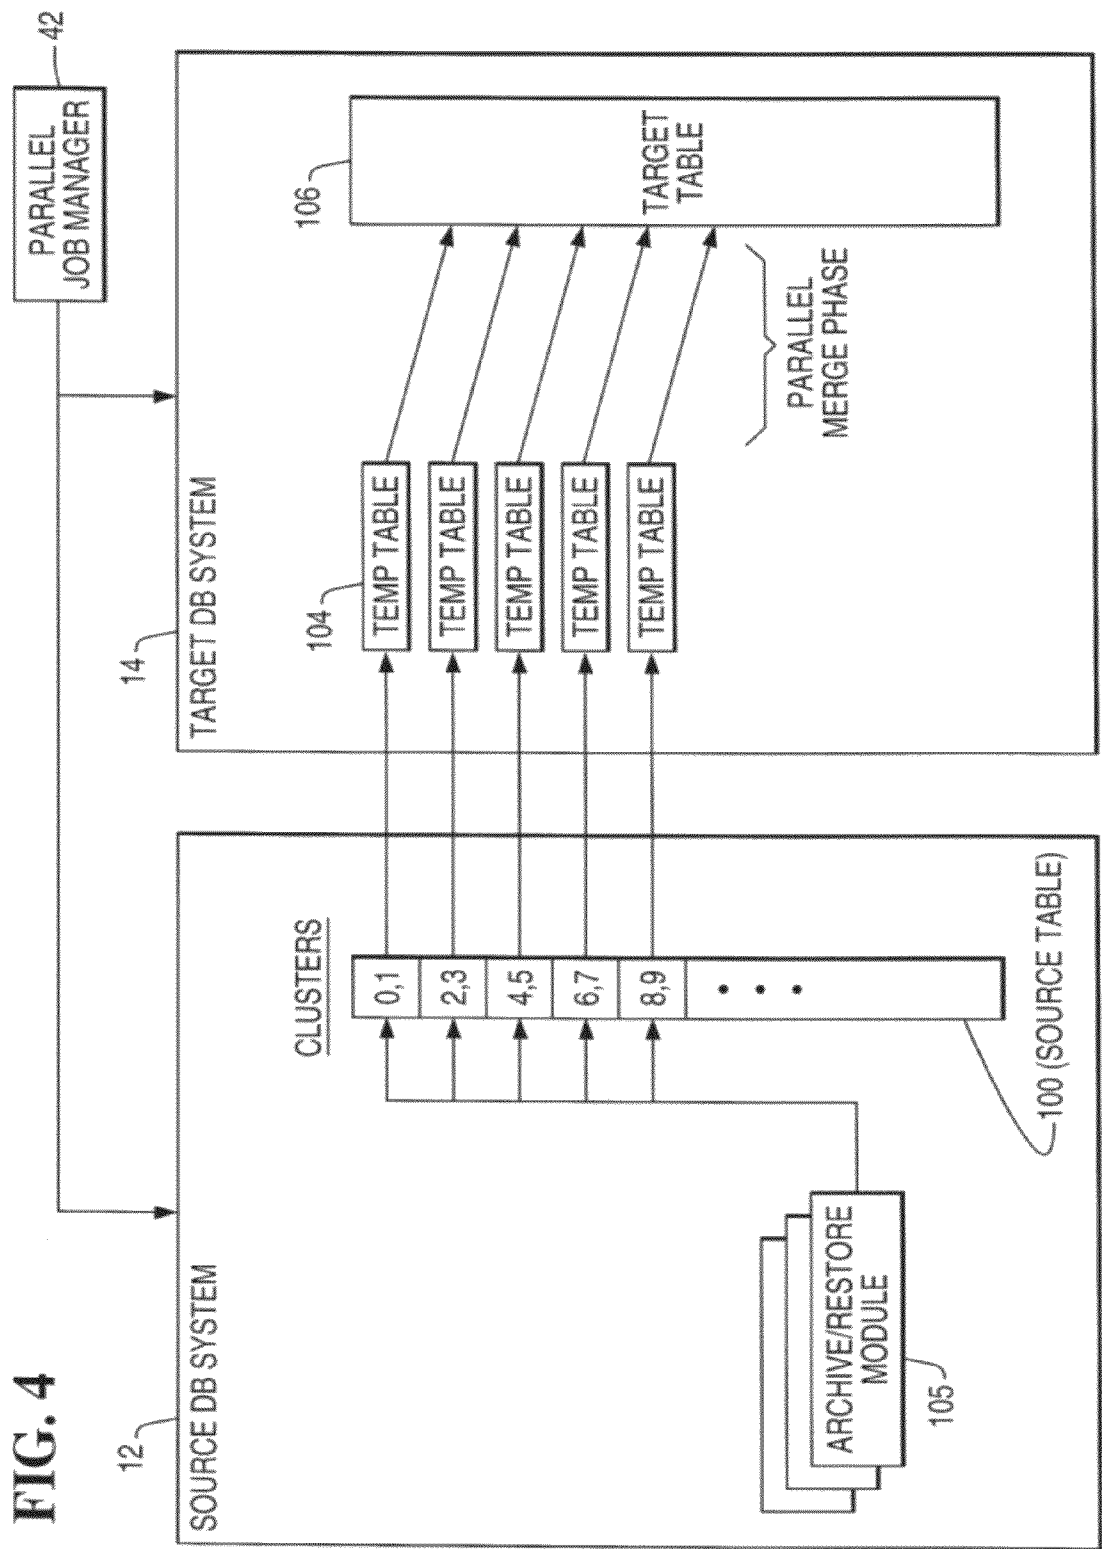 FIG. 4
PARALLEL
JOB MANAGER
42
12
SOURCE DB SYSTEM
CLUSTERS
0,1
2,3
4,5
6,7
8,9
100 (SOURCE TABLE)
ARCHIVE/RESTORE
MODULE
105
14
TARGET DB SYSTEM
104
TEMP TABLE
TEMP TABLE
TEMP TABLE
TEMP TABLE
TEMP TABLE
106
TARGET
TABLE
PARALLEL
MERGE PHASE